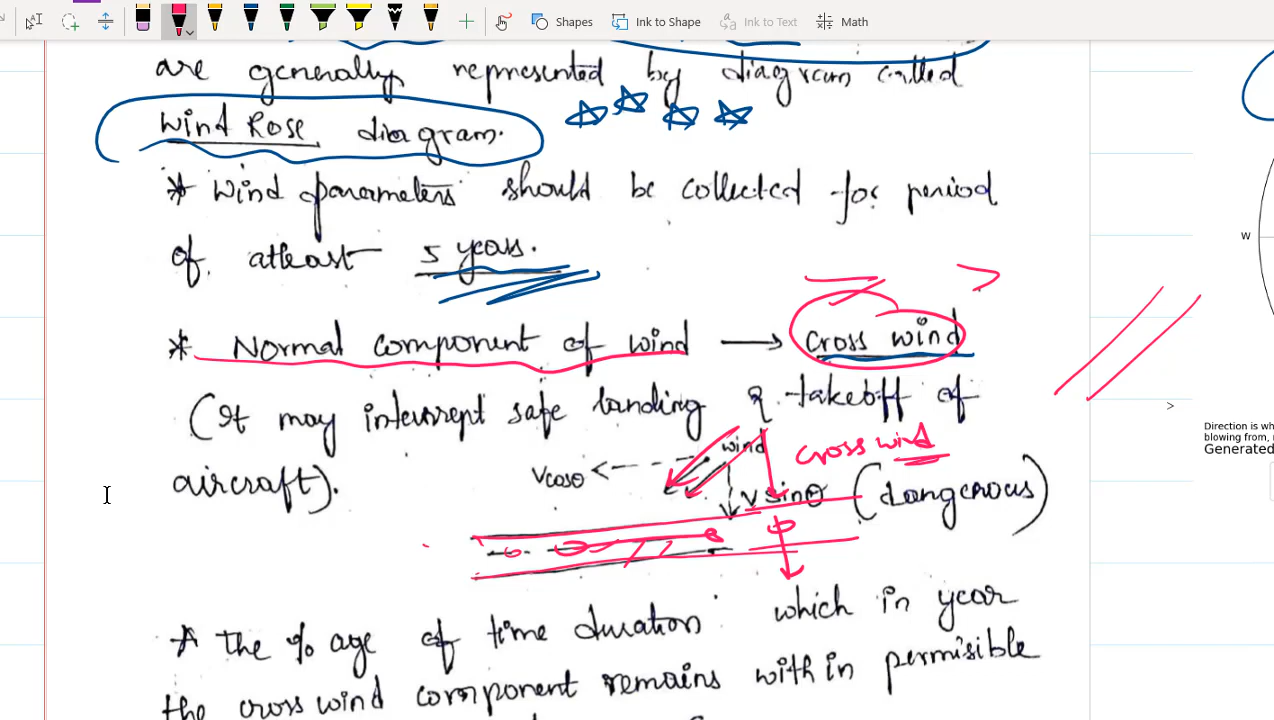 Shapes Ink to Shape Ink to Text Math
are generally represented by diagram called
Wind Rose diagram.
* Wind parameters should be collected for period
of atleast 5 years.
* Normal component of wind → cross wind
(It may interrupt safe landing & takeoff of
aircraft).
wind
cross wind
vcosθ
vsinθ (dangerous)
* the % age of time duration which in year
the cross wind component remains with in permisible
W
>
Direction is wh
blowing from, r
Generated